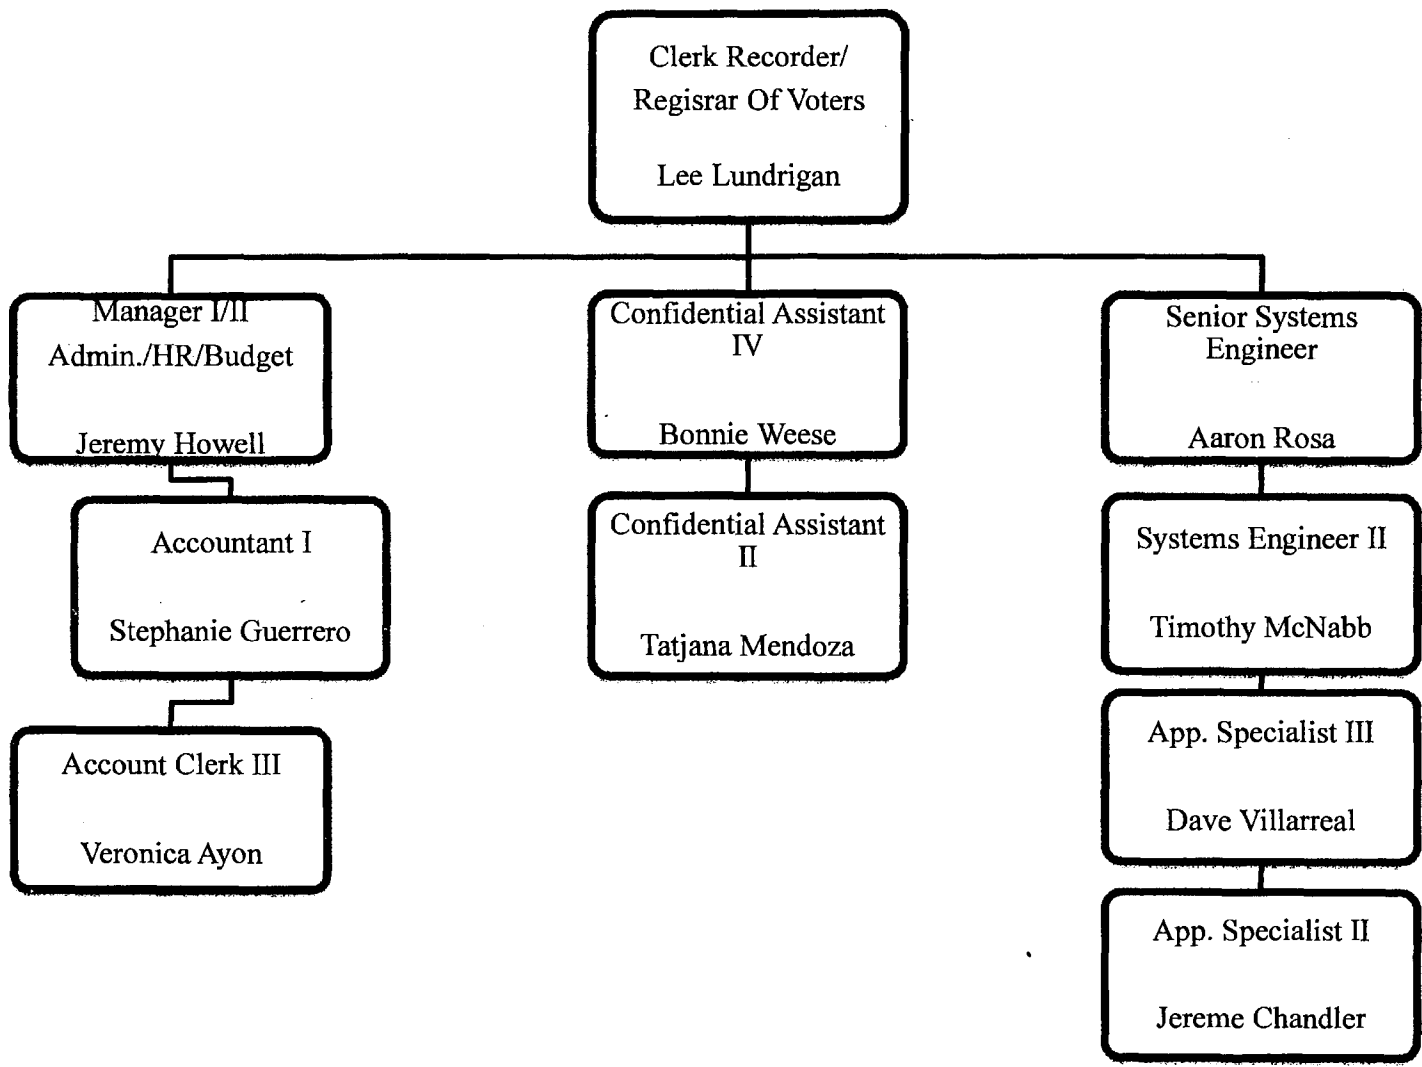 Clerk Recorder/
Regisrar Of Voters
Lee Lundrigan
Manager I/II
Admin./HR/Budget
Jeremy Howell
Confidential Assistant
IV
Bonnie Weese
Senior Systems
Engineer
Aaron Rosa
Accountant I
Stephanie Guerrero
Confidential Assistant
II
Tatjana Mendoza
Systems Engineer II
Timothy McNabb
Account Clerk III
Veronica Ayon
App. Specialist III
Dave Villarreal
App. Specialist II
Jereme Chandler